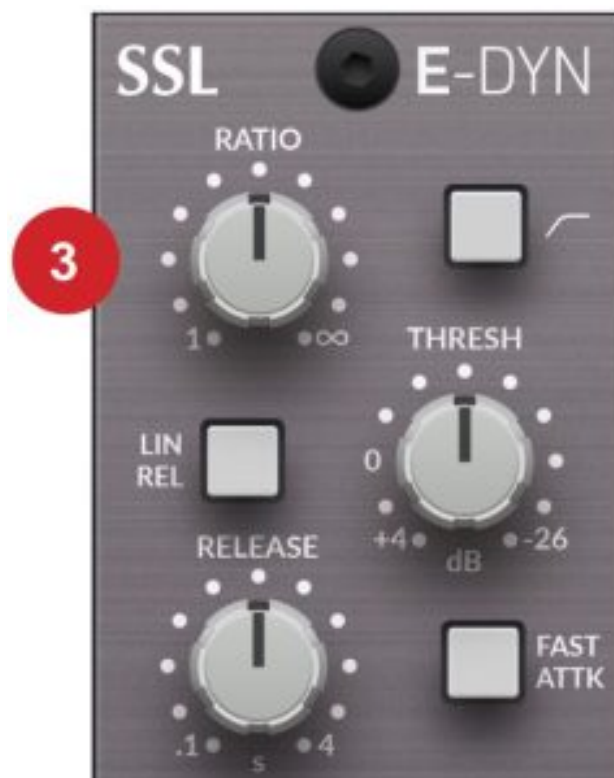 SSL E-DYN
RATIO
3
1 ∞
THRESH
LIN
REL
0
+4 -26
dB
RELEASE
FAST
ATTK
.1 4
s